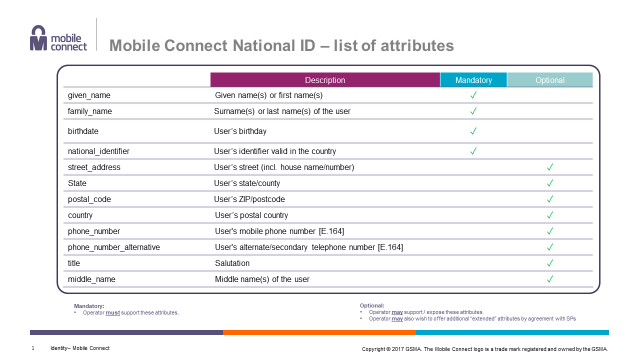 mobile
connect
Mobile Connect National ID – list of attributes
Description Mandatory Optional
given_name Given name(s) or first name(s) ✓
family_name Surname(s) or last name(s) of the user ✓
birthdate User's birthday ✓
national_identifier User's identifier valid in the country ✓
street_address User's street (incl. house name/number) ✓
State User's state/county ✓
postal_code User's ZIP/postcode ✓
country User's postal country ✓
phone_number User's mobile phone number [E.164] ✓
phone_number_alternative User's alternate/secondary telephone number [E.164] ✓
title Salutation ✓
middle_name Middle name(s) of the user ✓
Mandatory:
• Operator must support these attributes.
Optional:
• Operator may support / expose these attributes.
• Operator may also wish to offer additional "extended" attributes by agreement with SPs
1 Identity– Mobile Connect
Copyright © 2017 GSMA. The Mobile Connect logo is a trade mark registered and owned by the GSMA.